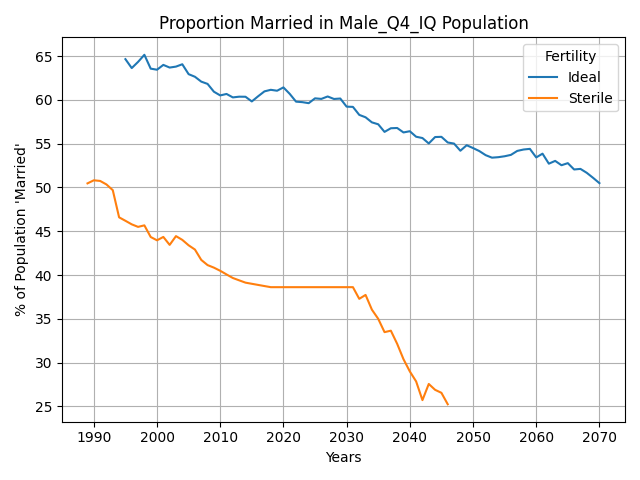 Proportion Married in Male_Q4_IQ Population
Fertility
Ideal
Sterile
% of Population 'Married'
65
60
55
50
45
40
35
30
25
1990 2000 2010 2020 2030 2040 2050 2060 2070
Years